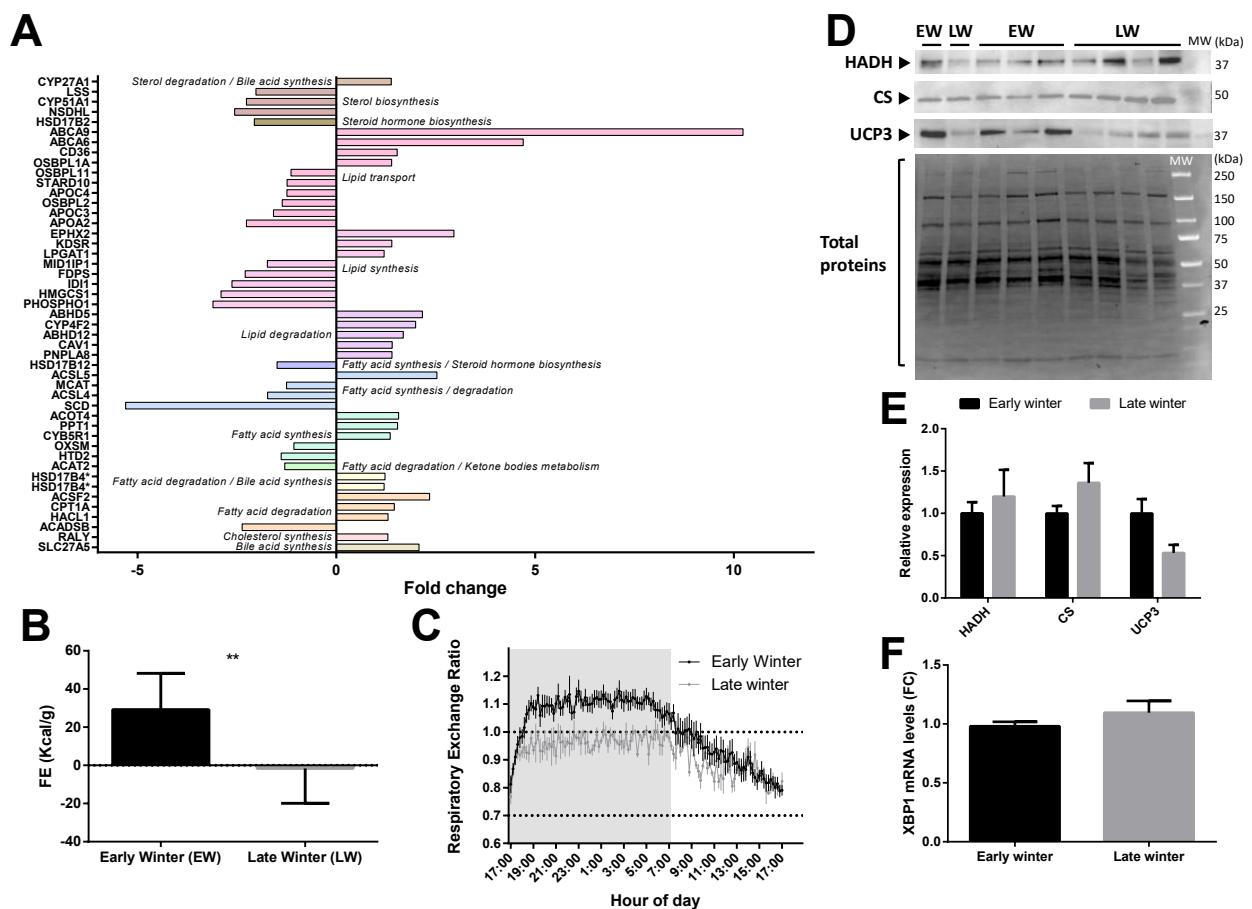 A
CYP27A1
LSS
CYP51A1
NSDHL
HSD17B2
ABCA9
ABCA6
CD36
OSBPL1A
OSBPL11
STARD10
APOC4
OSBPL2
APOC3
APOA2
EPHX2
KDSR
LPGAT1
MID1IP1
FDPS
IDI1
HMGCS1
PHOSPHO1
ABHD5
CYP4F2
ABHD12
CAV1
PNPLA8
HSD17B12
ACSL5
MCAT
ACSL4
SCD
ACOT4
PPT1
CYB5R1
OXSM
HTD2
ACAT2
HSD17B4*
HSD17B4*
ACSF2
CPT1A
HACL1
ACADSB
RALY
SLC27A5
Sterol degradation / Bile acid synthesis
Sterol biosynthesis
Steroid hormone biosynthesis
Lipid transport
Lipid synthesis
Lipid degradation
Fatty acid synthesis / Steroid hormone biosynthesis
Fatty acid synthesis / degradation
Fatty acid synthesis
Fatty acid degradation / Ketone bodies metabolism
Fatty acid degradation / Bile acid synthesis
Fatty acid degradation
Cholesterol synthesis
Bile acid synthesis
-5 0 5 10
Fold change
B
FE (Kcal/g)
60
40
20
0
-20
-40
**
Early Winter (EW) Late Winter (LW)
C
Respiratory Exchange Ratio
1.2
1.1
1.0
0.9
0.8
0.7
0.6
Early Winter
Late winter
17:00 19:00 21:00 23:00 1:00 3:00 5:00 7:00 9:00 11:00 13:00 15:00 17:00
Hour of day
D
EW LW EW LW MW (kDa)
HADH 37
CS 50
UCP3 37
MW (kDa)
250
150
100
75
50
37
25
Total
proteins
E
Early winter Late winter
Relative expression
2.0
1.5
1.0
0.5
0.0
HADH CS UCP3
F
XBP1 mRNA levels (FC)
1.5
1.0
0.5
0.0
Early winter Late winter